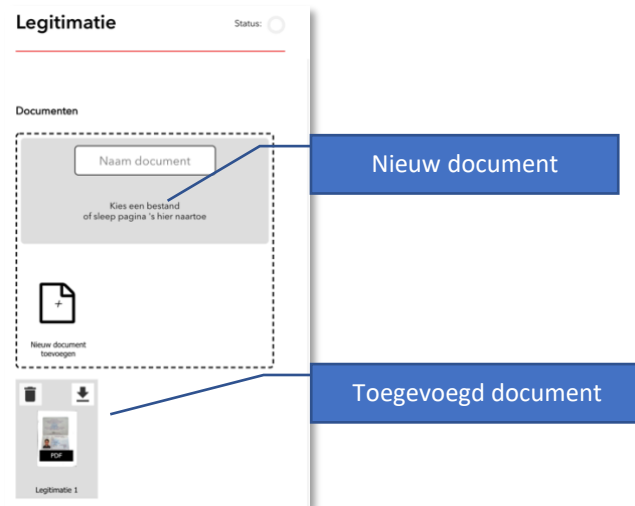 Legitimatie
Status:
Documenten
Naam document
Nieuw document
Kies een bestand
of sleep pagina 's hier naartoe
+
Nieuw document
toevoegen
Toegevoegd document
PDF
Legitimatie 1